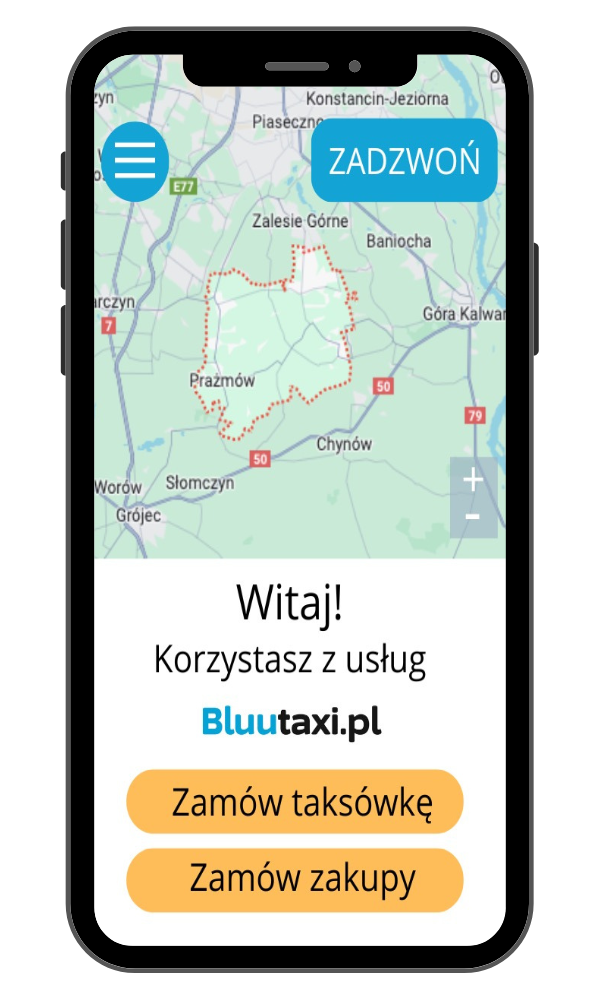 zyn
Konstancin-Jeziorna
Piaseczno
ZADZWOŃ
E77
Zalesie Górne
Baniocha
arczyn
7
Góra Kalwar
Prażmów
50
79
Chynów
50
+
Worów
Słomczyn
-
Grójec
Witaj!
Korzystasz z usług
Bluutaxi.pl
Zamów taksówkę
Zamów zakupy